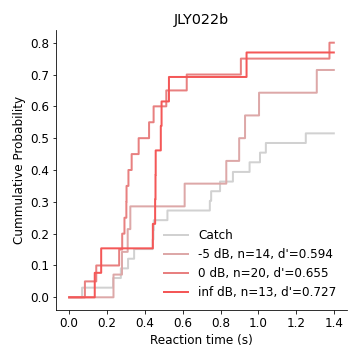 JLY022b
Cummulative Probability
0.8
0.7
0.6
0.5
0.4
0.3
0.2
0.1
0.0
Catch
-5 dB, n=14, d'=0.594
0 dB, n=20, d'=0.655
inf dB, n=13, d'=0.727
0.0 0.2 0.4 0.6 0.8 1.0 1.2 1.4
Reaction time (s)